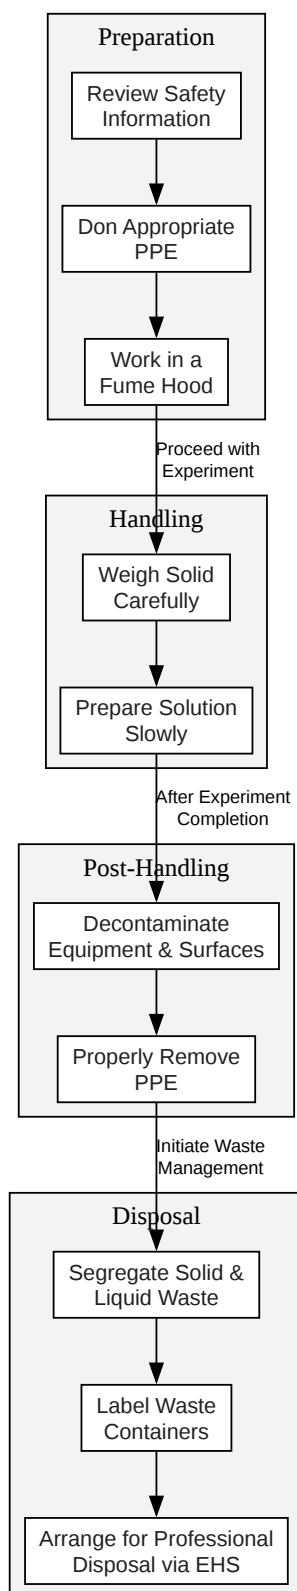 Preparation
Review Safety
Information
Don Appropriate
PPE
Work in a
Fume Hood
Proceed with
Experiment
Handling
Weigh Solid
Carefully
Prepare Solution
Slowly
After Experiment
Completion
Post-Handling
Decontaminate
Equipment & Surfaces
Properly Remove
PPE
Initiate Waste
Management
Disposal
Segregate Solid &
Liquid Waste
Label Waste
Containers
Arrange for Professional
Disposal via EHS